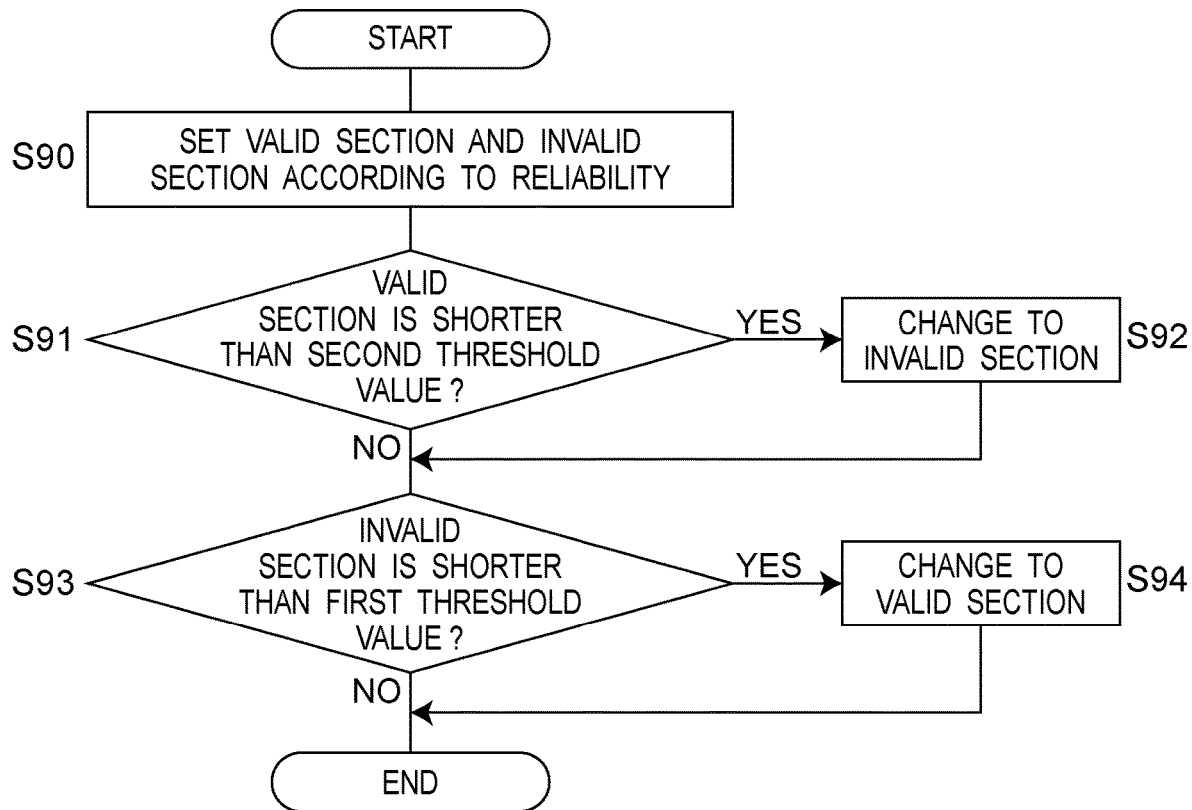 START
S90
SET VALID SECTION AND INVALID
SECTION ACCORDING TO RELIABILITY
S91
VALID
SECTION IS SHORTER
THAN SECOND THRESHOLD
VALUE ?
YES
CHANGE TO
INVALID SECTION
S92
NO
S93
INVALID
SECTION IS SHORTER
THAN FIRST THRESHOLD
VALUE ?
YES
CHANGE TO
VALID SECTION
S94
NO
END